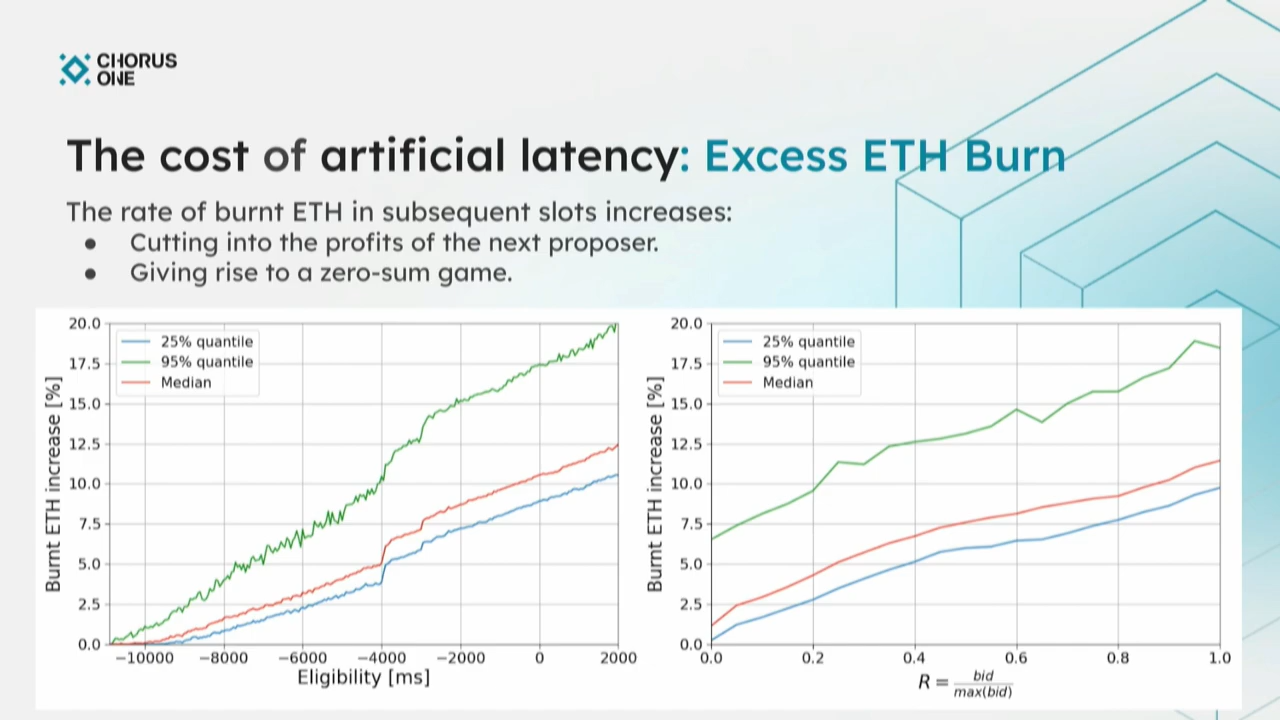 CHORUS
ONE
The cost of artificial latency: Excess ETH Burn
The rate of burnt ETH in subsequent slots increases:
● Cutting into the profits of the next proposer.
● Giving rise to a zero-sum game.
Burnt ETH increase [%]
20.0
17.5
15.0
12.5
10.0
7.5
5.0
2.5
0.0
25% quantile
95% quantile
Median
−10000 −8000 −6000 −4000 −2000 0 2000
Eligibility [ms]
Burnt ETH increase [%]
20.0
17.5
15.0
12.5
10.0
7.5
5.0
2.5
0.0
25% quantile
95% quantile
Median
0.0 0.2 0.4 0.6 0.8 1.0
R = bid / max(bid)